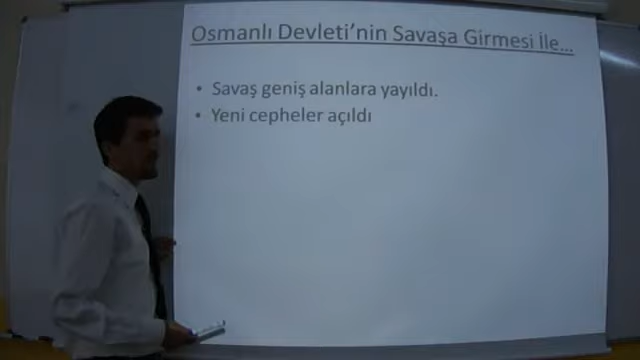 Osmanlı Devleti'nin Savaşa Girmesi İle...
• Savaş geniş alanlara yayıldı.
• Yeni cepheler açıldı